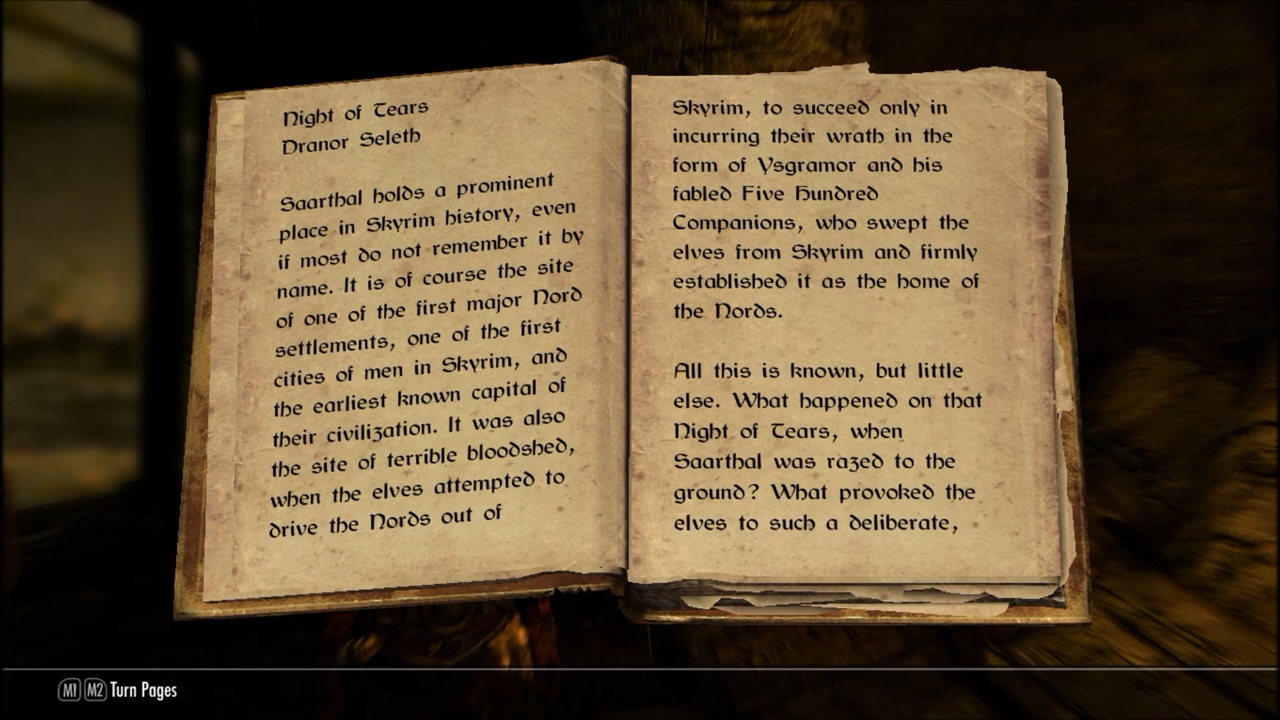 Night of Tears
Dranor Seleth
Saarthal holds a prominent
place in Skyrim history, even
if most do not remember it by
name. It is of course the site
of one of the first major Nord
settlements, one of the first
cities of men in Skyrim, and
the earliest known capital of
their civilization. It was also
the site of terrible bloodshed,
when the elves attempted to
drive the Nords out of
Skyrim, to succeed only in
incurring their wrath in the
form of Ysgramor and his
fabled Five Hundred
Companions, who swept the
elves from Skyrim and firmly
established it as the home of
the Nords.
All this is known, but little
else. What happened on that
Night of Tears, when
Saarthal was razed to the
ground? What provoked the
elves to such a deliberate,
M1 M2 Turn Pages